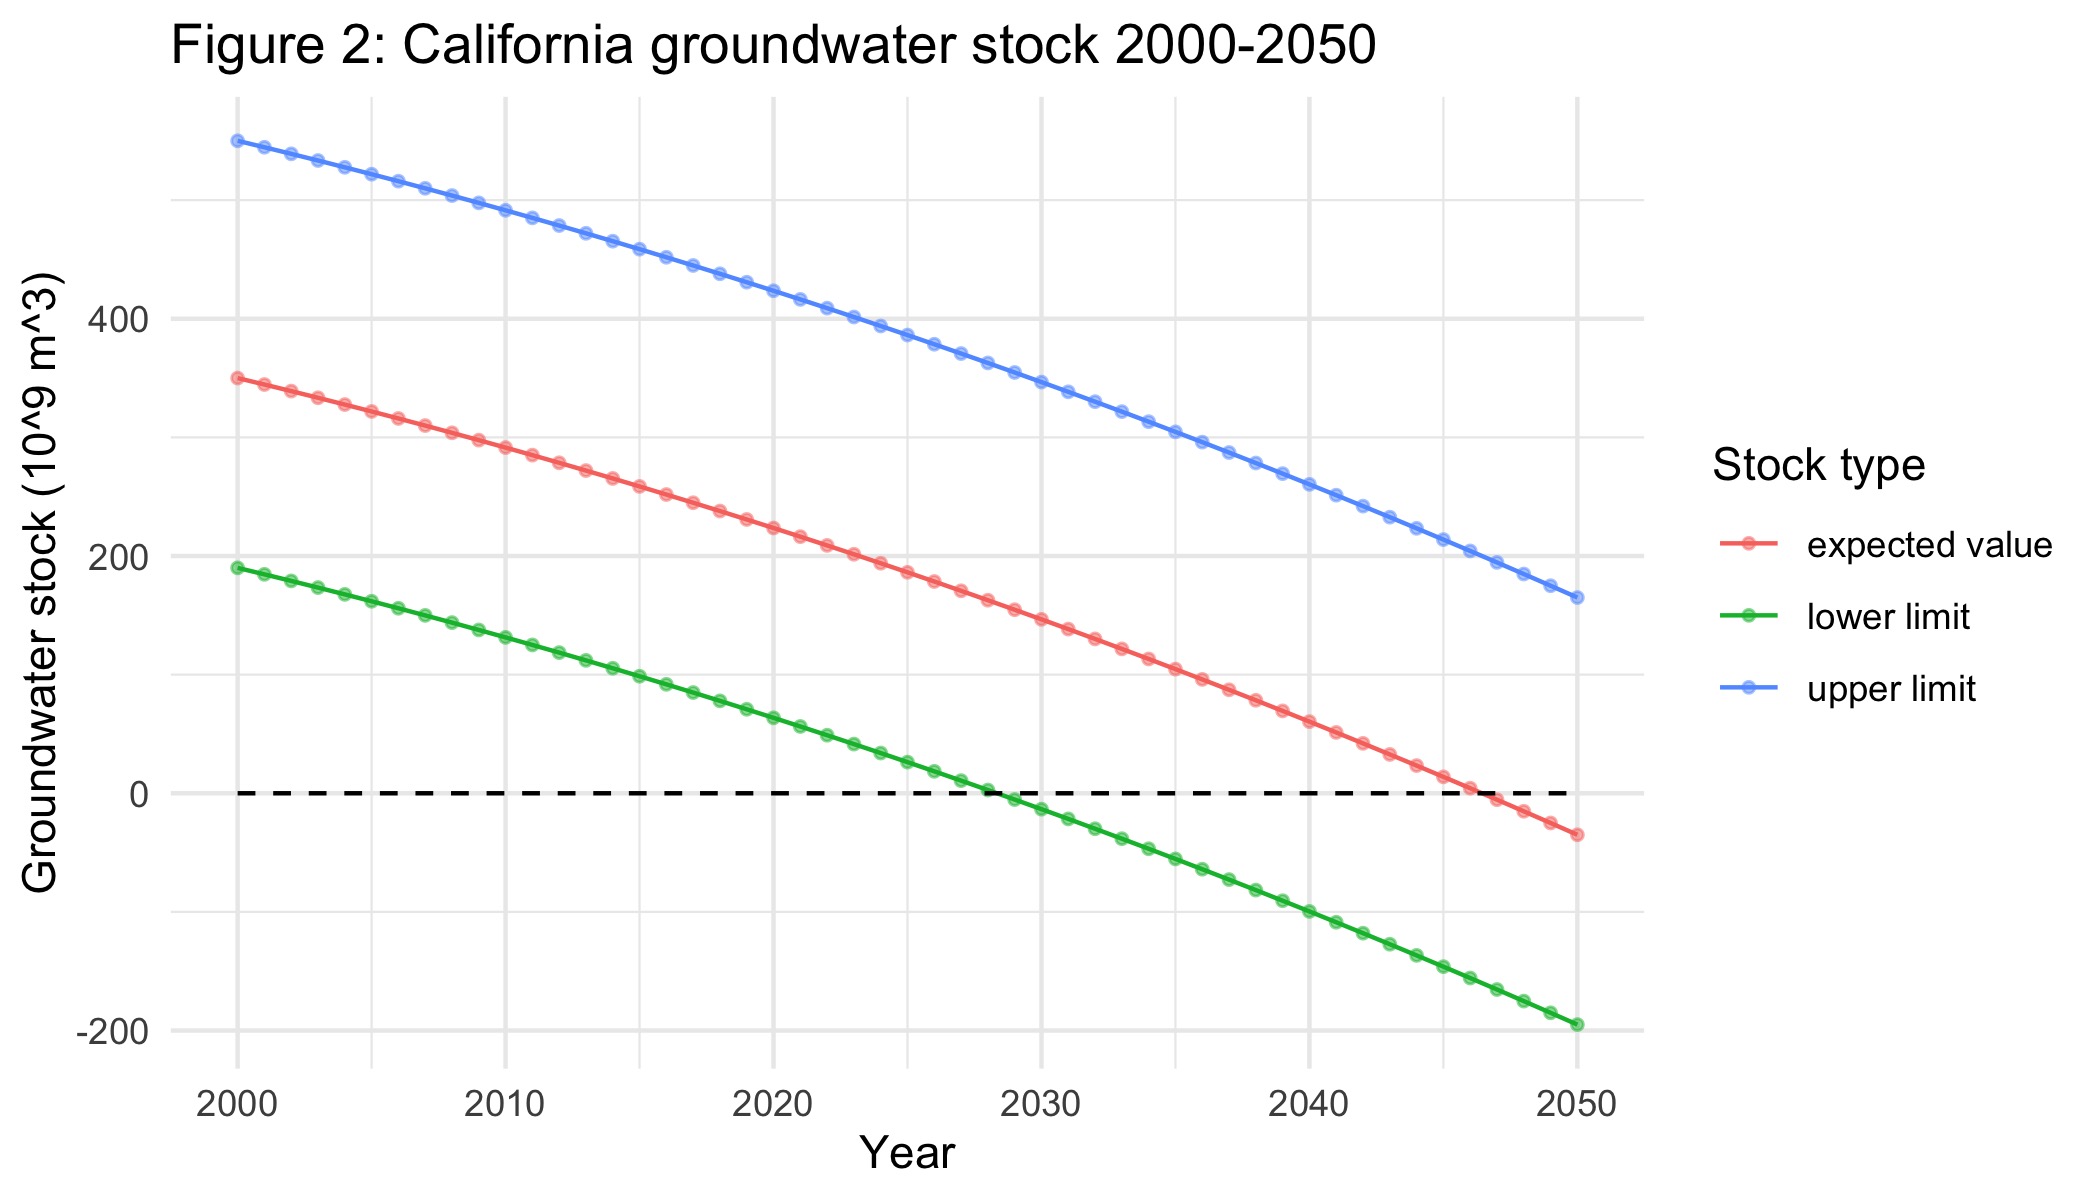 Figure 2: California groundwater stock 2000-2050
Groundwater stock (10^9 m^3)
400
200
0
-200
2000 2010 2020 2030 2040 2050
Year
Stock type
expected value
lower limit
upper limit